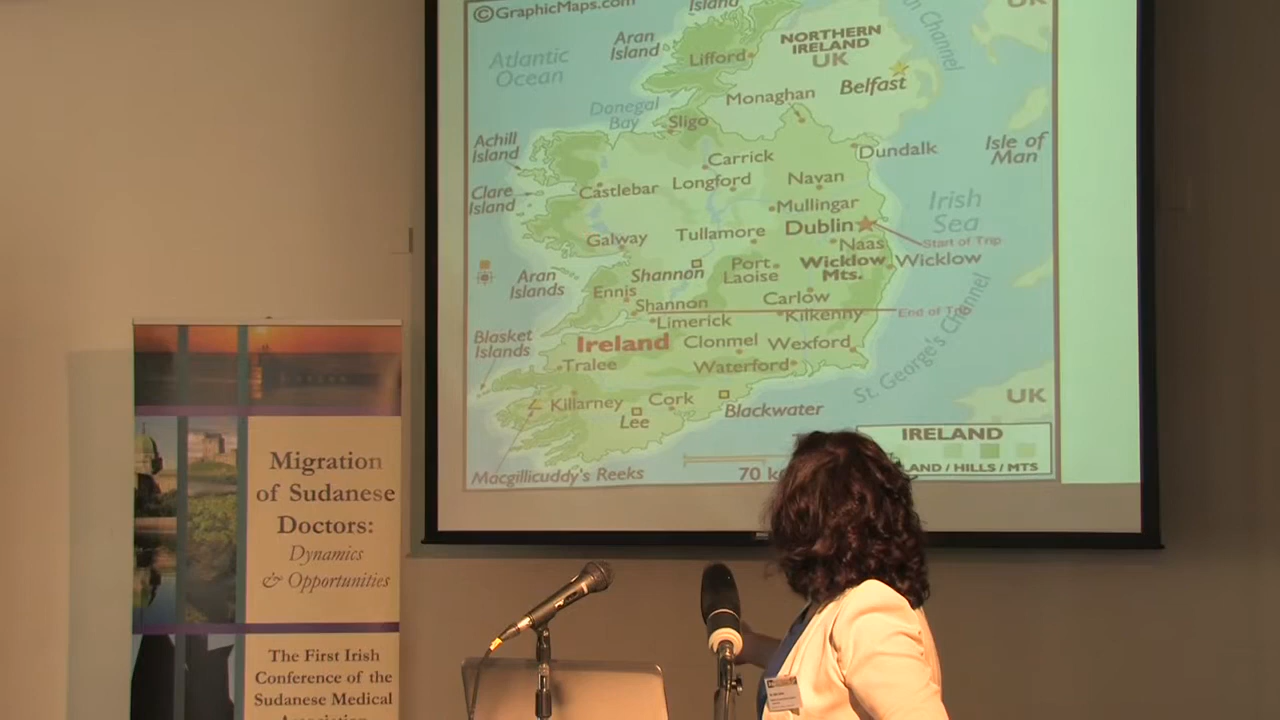 ©GraphicMaps.com
Island
UK
Aran
Island
Atlantic
Ocean
Lifford
NORTHERN
IRELAND
UK
Channel
Belfast
Monaghan
Donegal
Bay
Sligo
Achill
Island
Carrick
Dundalk
Isle of
Man
Clare
Island
Castlebar
Longford
Navan
Mullingar
Irish
Sea
Galway
Tullamore
Dublin
Start of Trip
Naas
Aran
Islands
Shannon
Port
Laoise
Wicklow
Mts.
Wicklow
Ennis
Shannon
Carlow
Limerick
Kilkenny
End of Trip
Blasket
Islands
Ireland
Clonmel
Wexford
St. George's Channel
Tralee
Waterford
Killarney
Cork
Lee
Blackwater
UK
Macgillicuddy's Reeks
70
IRELAND
LAND / HILLS / MTS
Migration
of Sudanese
Doctors:
Dynamics
& Opportunities
The First Irish
Conference of the
Sudanese Medical
Association